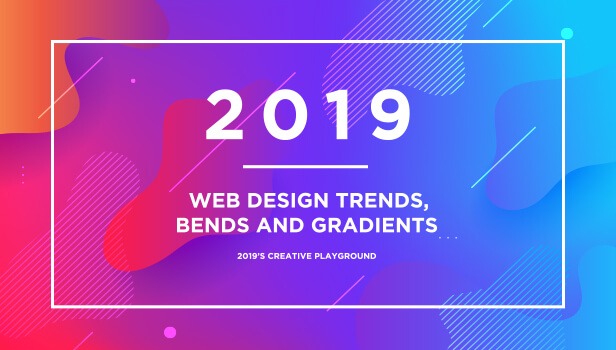 2019
WEB DESIGN TRENDS,
BENDS AND GRADIENTS
2019'S CREATIVE PLAYGROUND